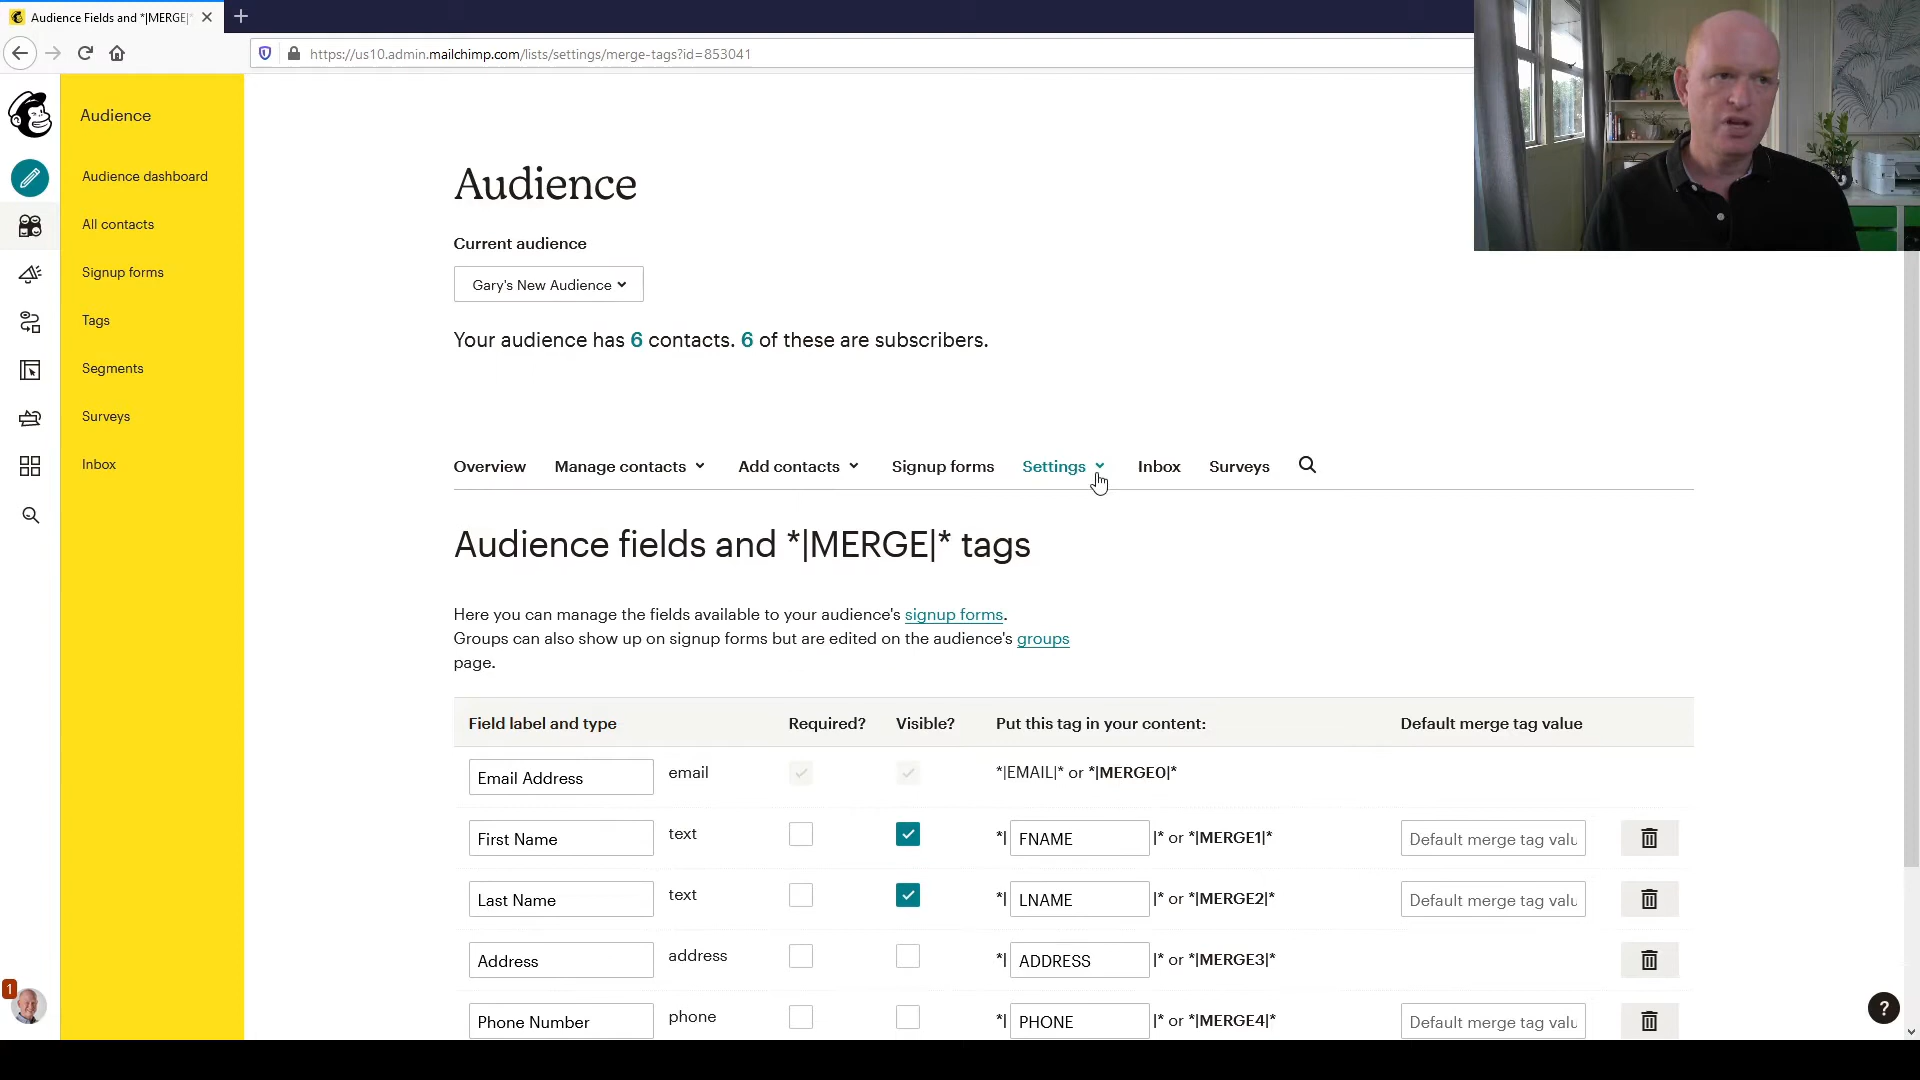 Audience Fields and *|MERGE|*
https://us10.admin.mailchimp.com/lists/settings/merge-tags?id=853041
Audience
Audience dashboard
All contacts
Signup forms
Tags
Segments
Surveys
Inbox
1
Audience
Current audience
Gary's New Audience
Your audience has 6 contacts. 6 of these are subscribers.
Overview Manage contacts Add contacts Signup forms Settings Inbox Surveys
Audience fields and *|MERGE|* tags
Here you can manage the fields available to your audience's signup forms.
Groups can also show up on signup forms but are edited on the audience's groups
page.
Field label and type Required? Visible? Put this tag in your content: Default merge tag value
Email Address email *|EMAIL|* or *|MERGE0|*
First Name text *| FNAME |* or *|MERGE1|* Default merge tag valu
Last Name text *| LNAME |* or *|MERGE2|* Default merge tag valu
Address address *| ADDRESS |* or *|MERGE3|*
Phone Number phone *| PHONE |* or *|MERGE4|* Default merge tag valu
?